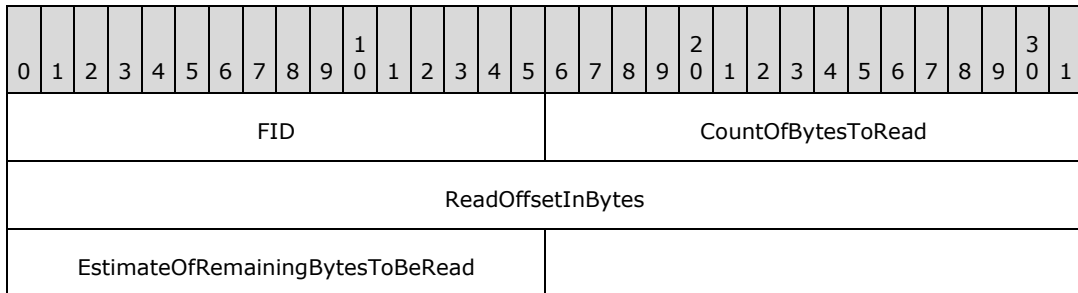 1 2 3
0 1 2 3 4 5 6 7 8 9 0 1 2 3 4 5 6 7 8 9 0 1 2 3 4 5 6 7 8 9 0 1
FID CountOfBytesToRead
ReadOffsetInBytes
EstimateOfRemainingBytesToBeRead